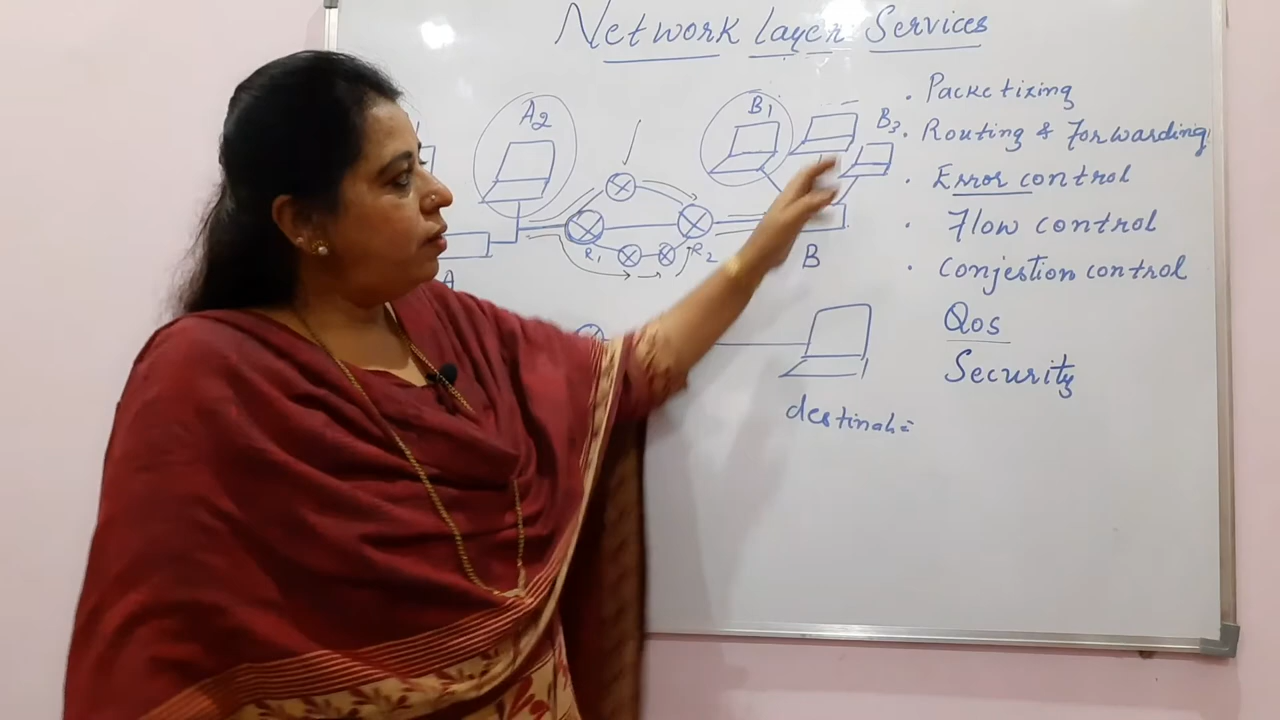 Network Layer Services
A2
B1
B3
R1
R2
A
B
destinat=
. Packetizing
. Routing & Forwarding
. Error control
. Flow control
. Conjestion control
Qos
Security